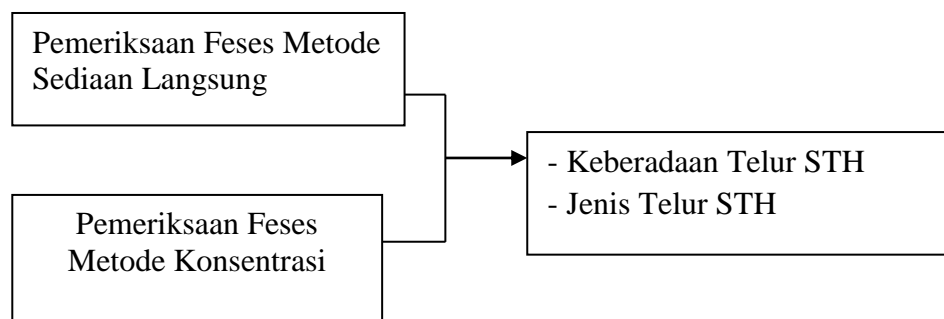 Pemeriksaan Feses Metode
Sediaan Langsung
- Keberadaan Telur STH
- Jenis Telur STH
Pemeriksaan Feses
Metode Konsentrasi